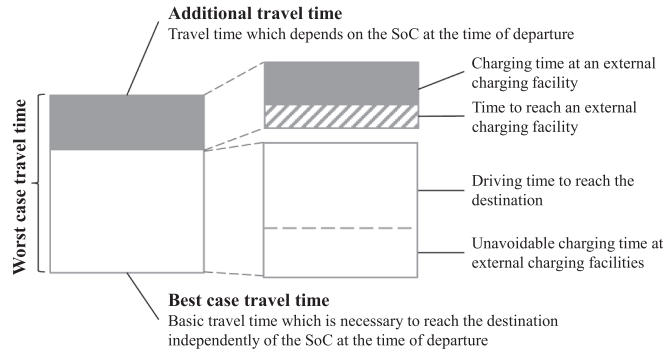 Additional travel time
Travel time which depends on the SoC at the time of departure
Worst case travel time
Charging time at an external
charging facility
Time to reach an external
charging facility
Driving time to reach the
destination
Unavoidable charging time at
external charging facilities
Best case travel time
Basic travel time which is necessary to reach the destination
independently of the SoC at the time of departure